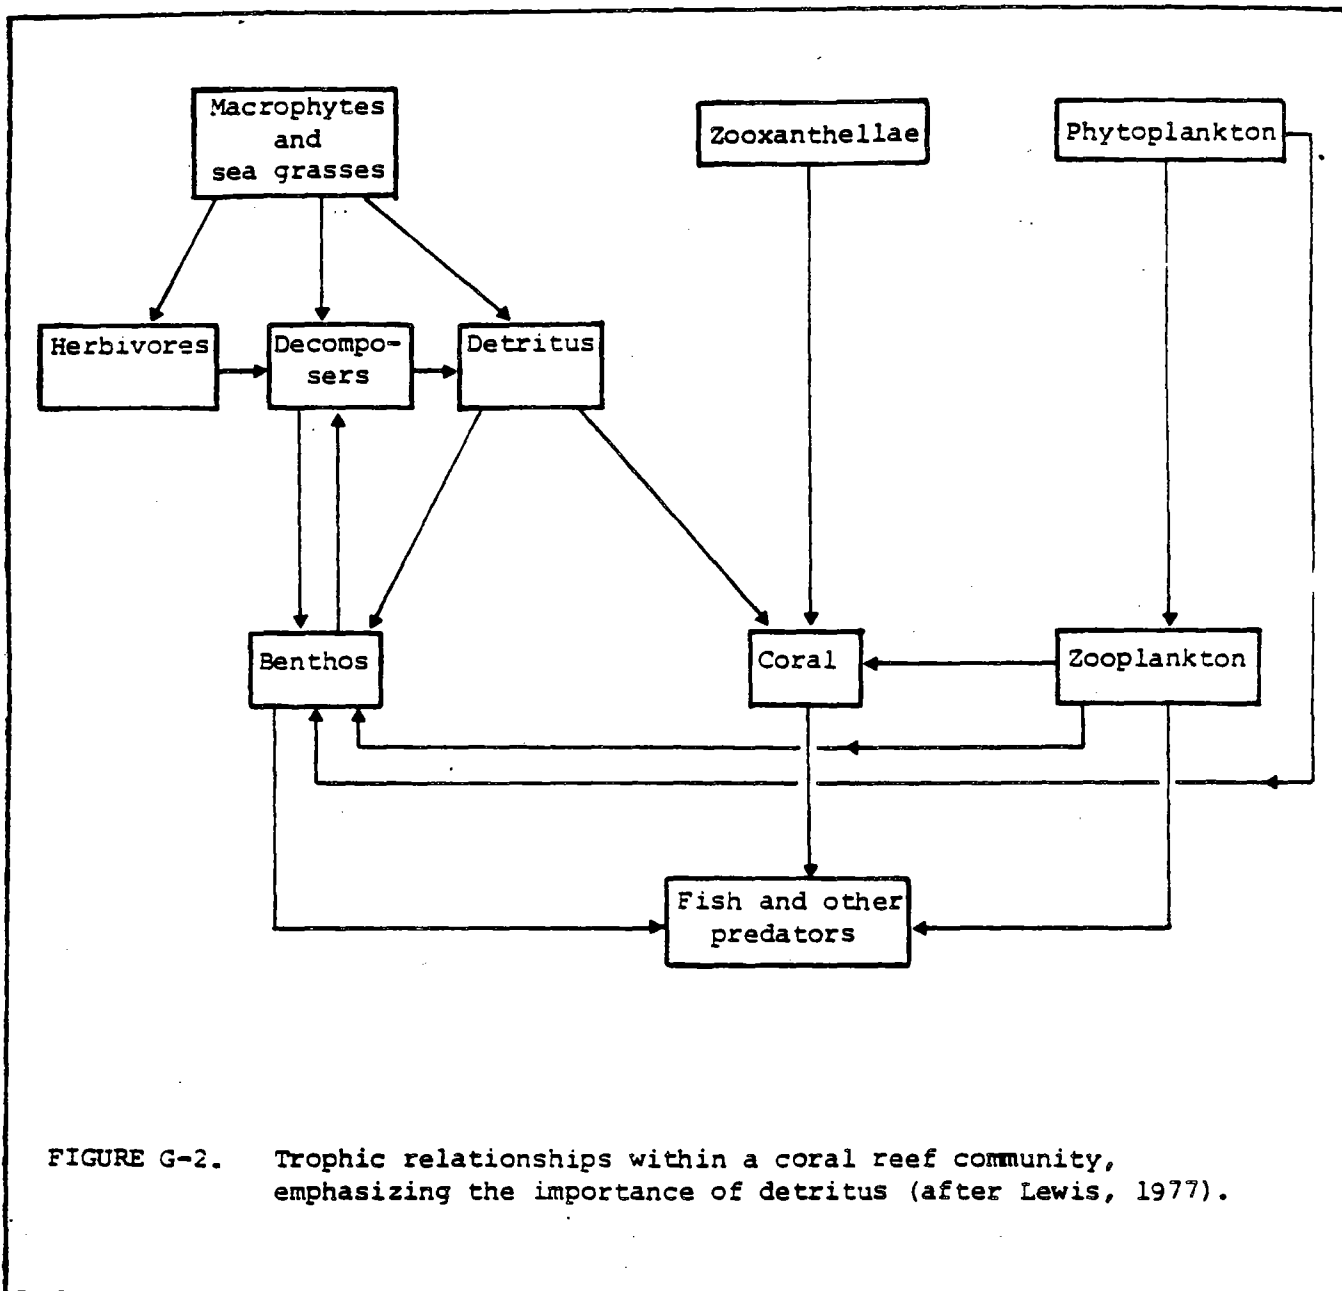 Macrophytes
and
sea grasses
Zooxanthellae
Phytoplankton
Herbivores
Decompo-
sers
Detritus
Benthos
Coral
Zooplankton
Fish and other
predators
FIGURE G-2. Trophic relationships within a coral reef community,
emphasizing the importance of detritus (after Lewis, 1977).